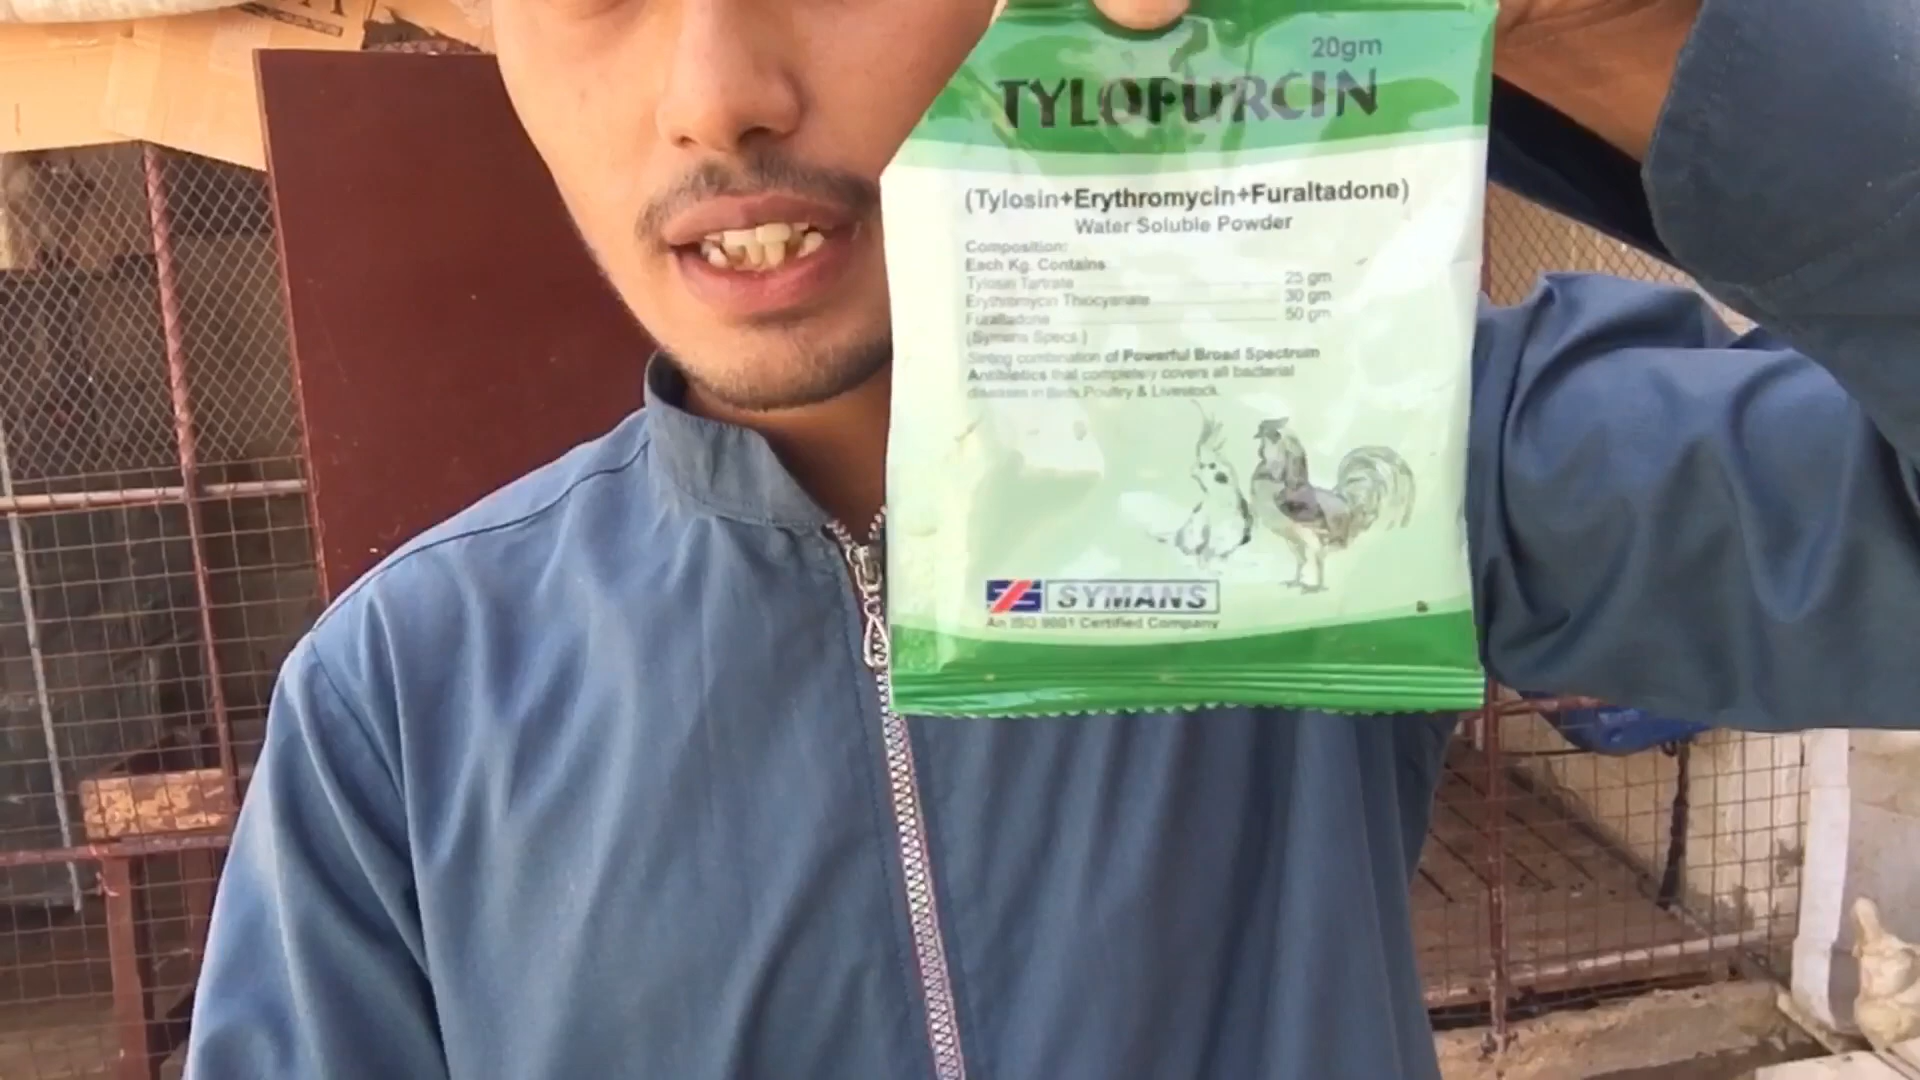 20gm
TYLOFURCIN
(Tylosin+Erythromycin+Furaltadone)
Water Soluble Powder
Composition:
Each Kg. Contains:
Tylosin Tartrate 25 gm
Erythromycin Thiocyanate 30 gm
Furaltadone 50 gm
(Symans Specs.)
combination of Powerful Broad Spectrum
Antibiotics that completely covers all bacterial
diseases in Birds, Poultry & Livestock.
SYMANS
An ISO 9001 Certified Company